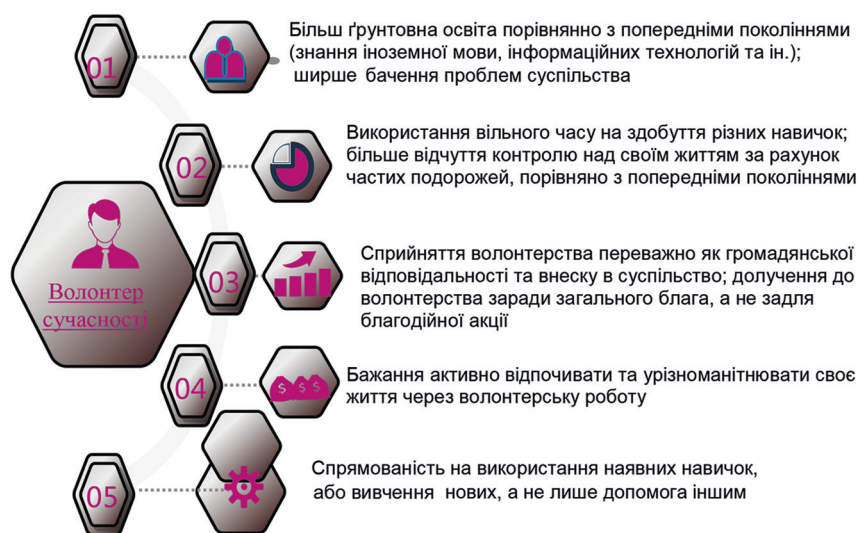 01
Більш ґрунтовна освіта порівнянно з попередніми поколіннями
(знання іноземної мови, інформаційних технологій та ін.);
ширше бачення проблем суспільства
02
Використання вільного часу на здобуття різних навичок;
більше відчуття контролю над своїм життям за рахунок
частих подорожей, порівняно з попередніми поколіннями
Волонтер
сучасності
03
Сприйняття волонтерства переважно як громадянської
відповідальності та внеску в суспільство; долучення до
волонтерства заради загального блага, а не задля
благодійної акції
04
$ $ $
Бажання активно відпочивати та урізноманітнювати своє
життя через волонтерську роботу
05
Спрямованість на використання наявних навичок,
або вивчення нових, а не лише допомога іншим